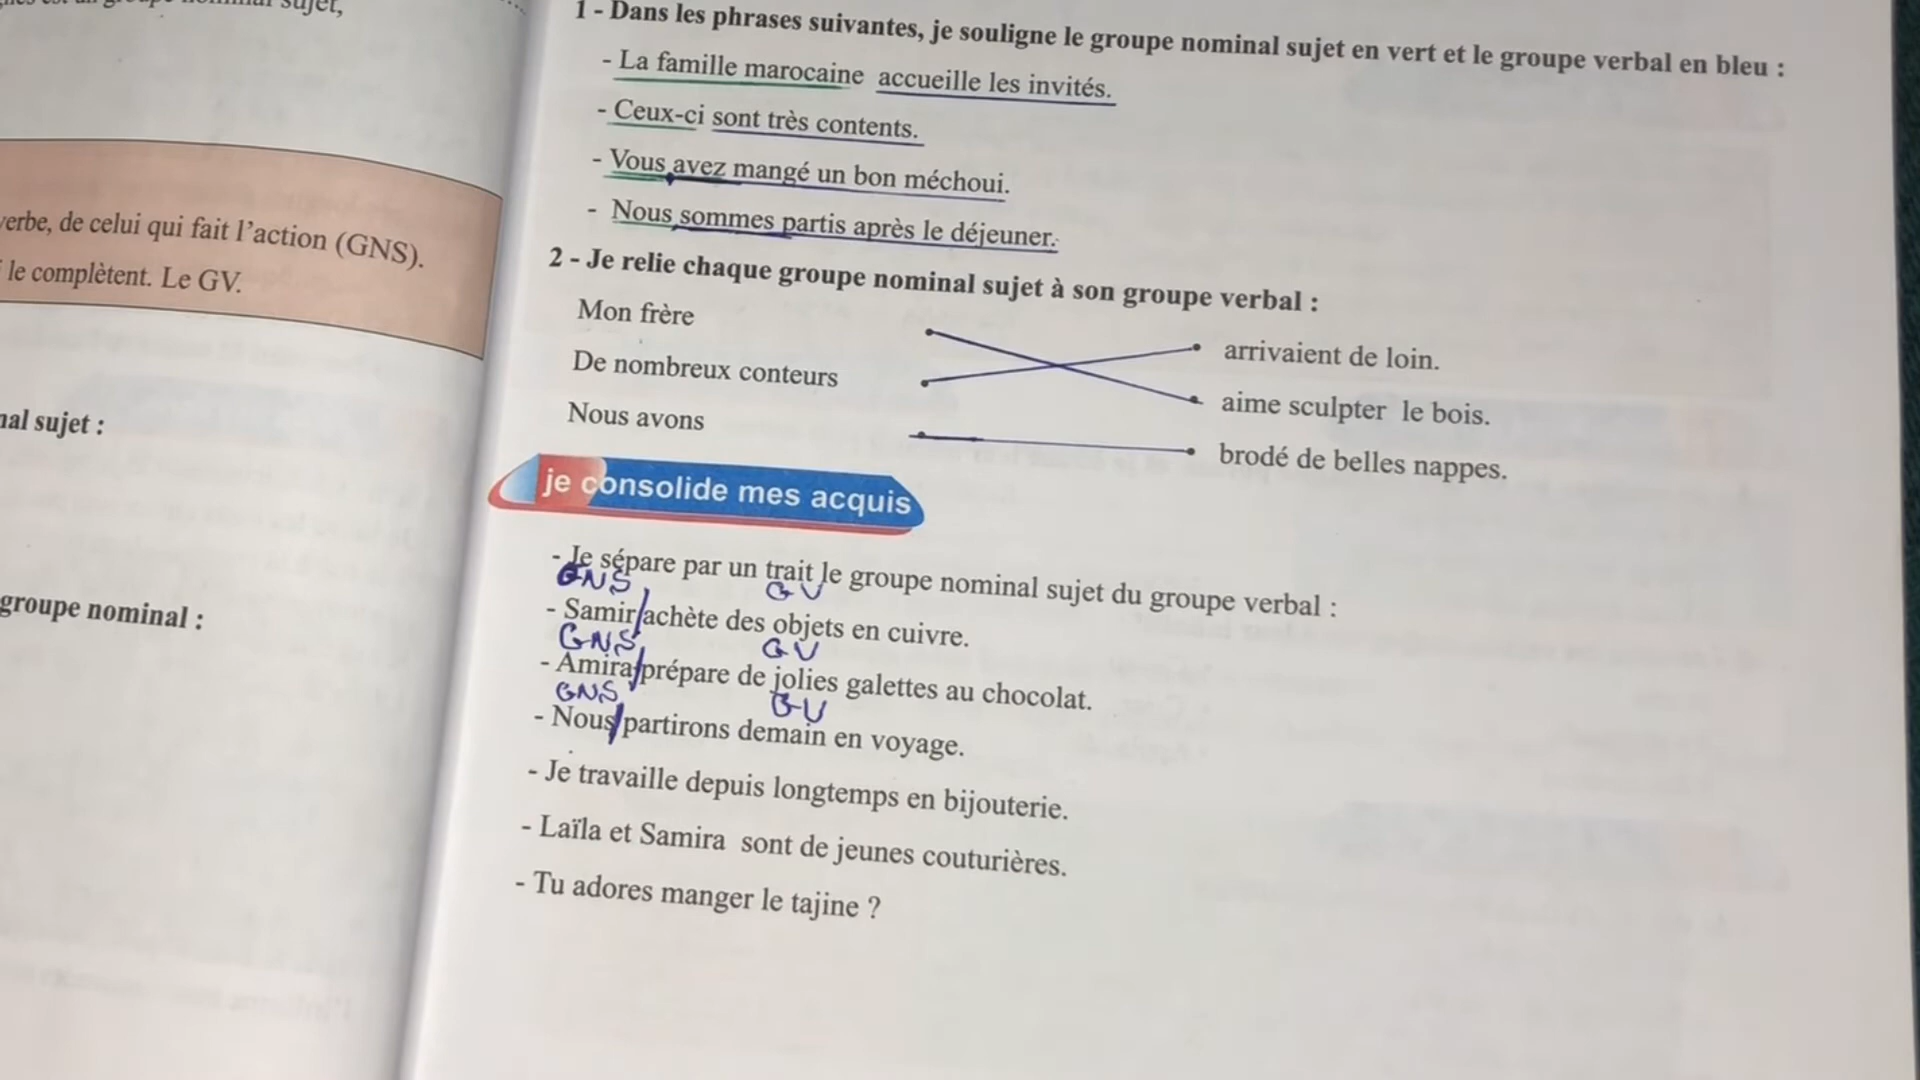 sujet,
verbe, de celui qui fait l'action (GNS).
le complètent. Le GV.
nal sujet :
groupe nominal :
1 - Dans les phrases suivantes, je souligne le groupe nominal sujet en vert et le groupe verbal en bleu :
- La famille marocaine accueille les invités.
- Ceux-ci sont très contents.
- Vous avez mangé un bon méchoui.
- Nous sommes partis après le déjeuner.
2 - Je relie chaque groupe nominal sujet à son groupe verbal :
Mon frère
arrivaient de loin.
De nombreux conteurs
aime sculpter le bois.
Nous avons
brodé de belles nappes.
je consolide mes acquis
- Je sépare par un trait le groupe nominal sujet du groupe verbal :
GNS GV
- Samir/achète des objets en cuivre.
GNS GV
- Amira/prépare de jolies galettes au chocolat.
GNS GV
- Nous/partirons demain en voyage.
- Je travaille depuis longtemps en bijouterie.
- Laïla et Samira sont de jeunes couturières.
- Tu adores manger le tajine ?